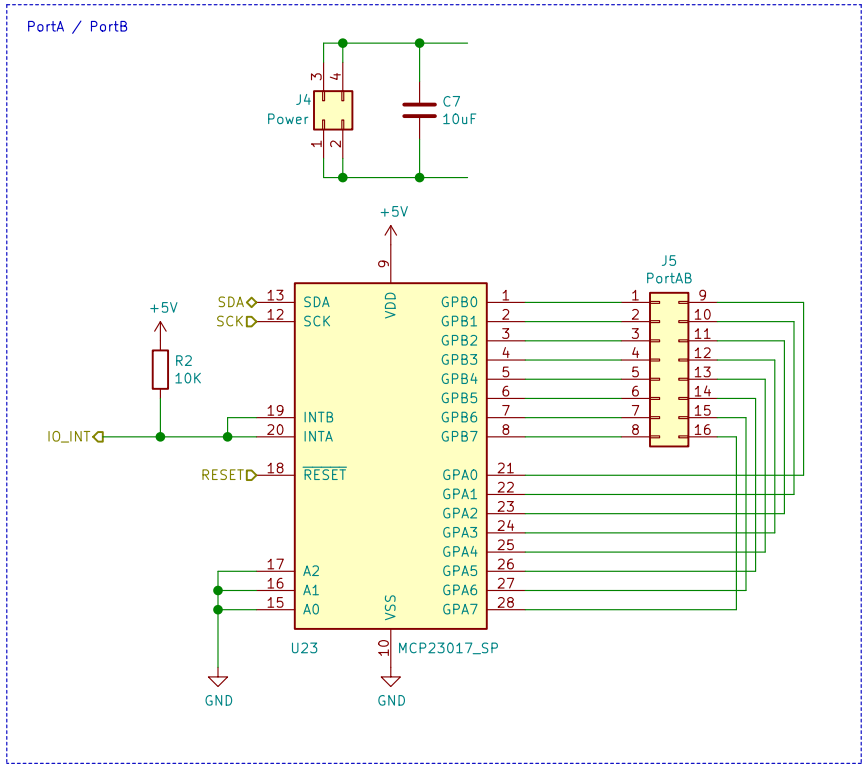 PortA / PortB
3 4
J4
Power
1 2
C7
10uF
+5V
9
VDD
SDA 13 SDA
SCK 12 SCK
+5V
R2
10K
19 INTB
IO_INT 20 INTA
RESET 18 RESET
17 A2
16 A1
15 A0
GND
VSS
10
GND
U23
MCP23017_SP
GPB0 1
GPB1 2
GPB2 3
GPB3 4
GPB4 5
GPB5 6
GPB6 7
GPB7 8
GPA0 21
GPA1 22
GPA2 23
GPA3 24
GPA4 25
GPA5 26
GPA6 27
GPA7 28
J5
PortAB
1 9
2 10
3 11
4 12
5 13
6 14
7 15
8 16